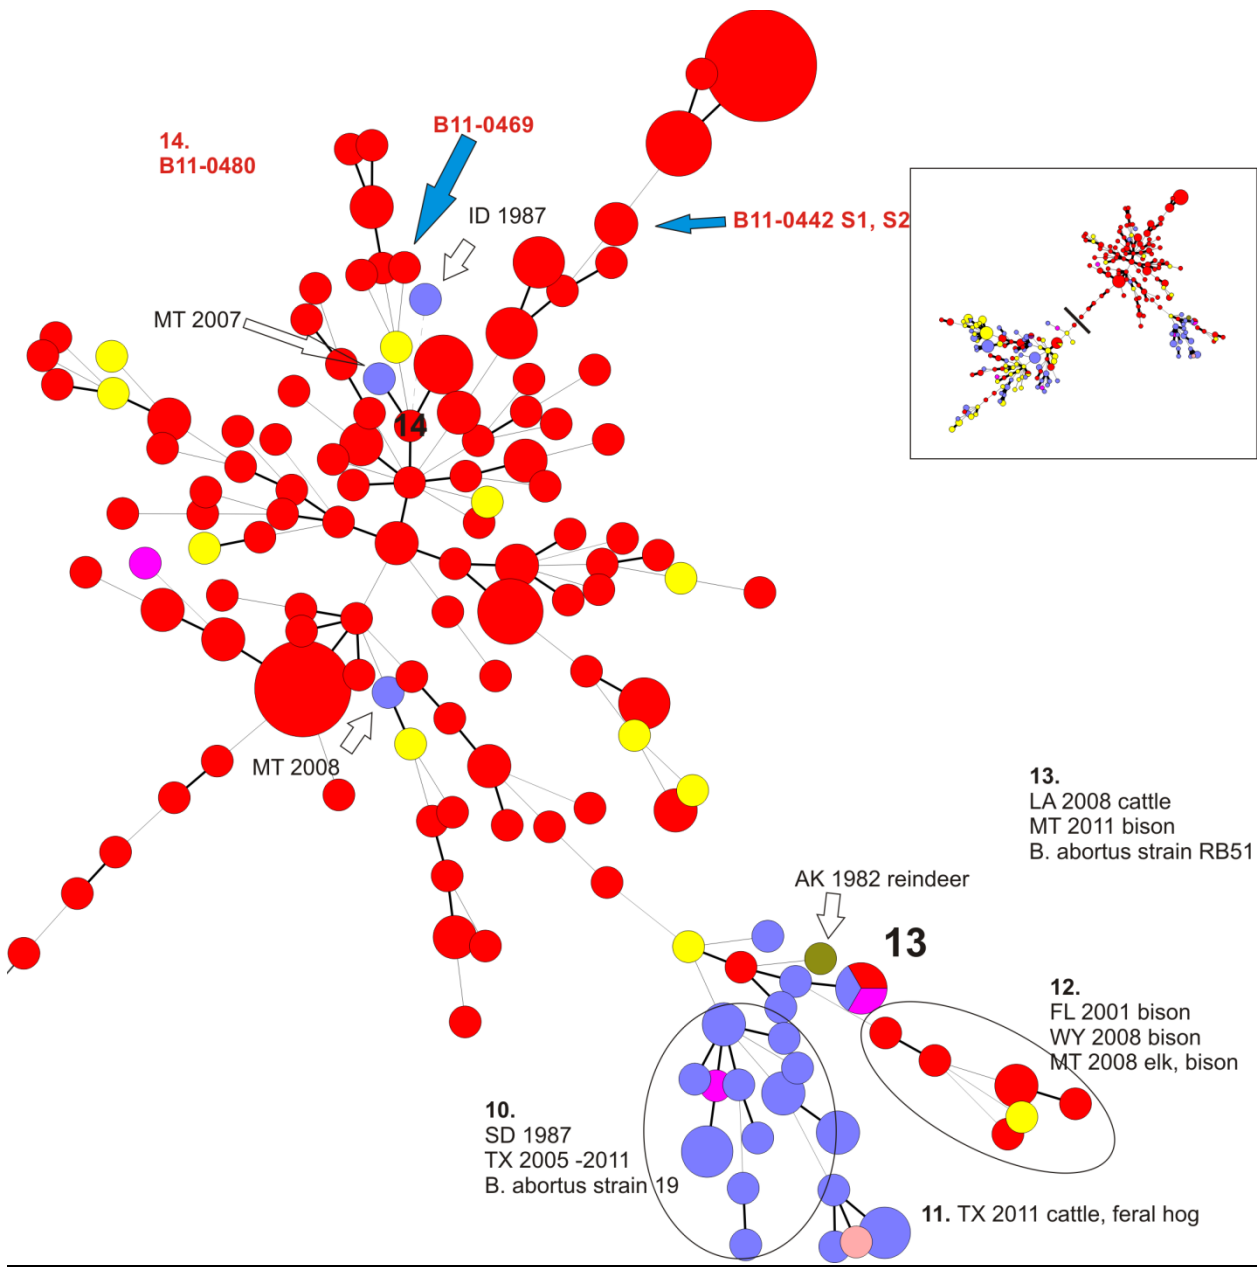 14.
B11-0480
B11-0469
ID 1987
B11-0442 S1, S2
MT 2007
14
MT 2008
13.
LA 2008 cattle
MT 2011 bison
B. abortus strain RB51
AK 1982 reindeer
13
12.
FL 2001 bison
WY 2008 bison
MT 2008 elk, bison
10.
SD 1987
TX 2005 -2011
B. abortus strain 19
11. TX 2011 cattle, feral hog